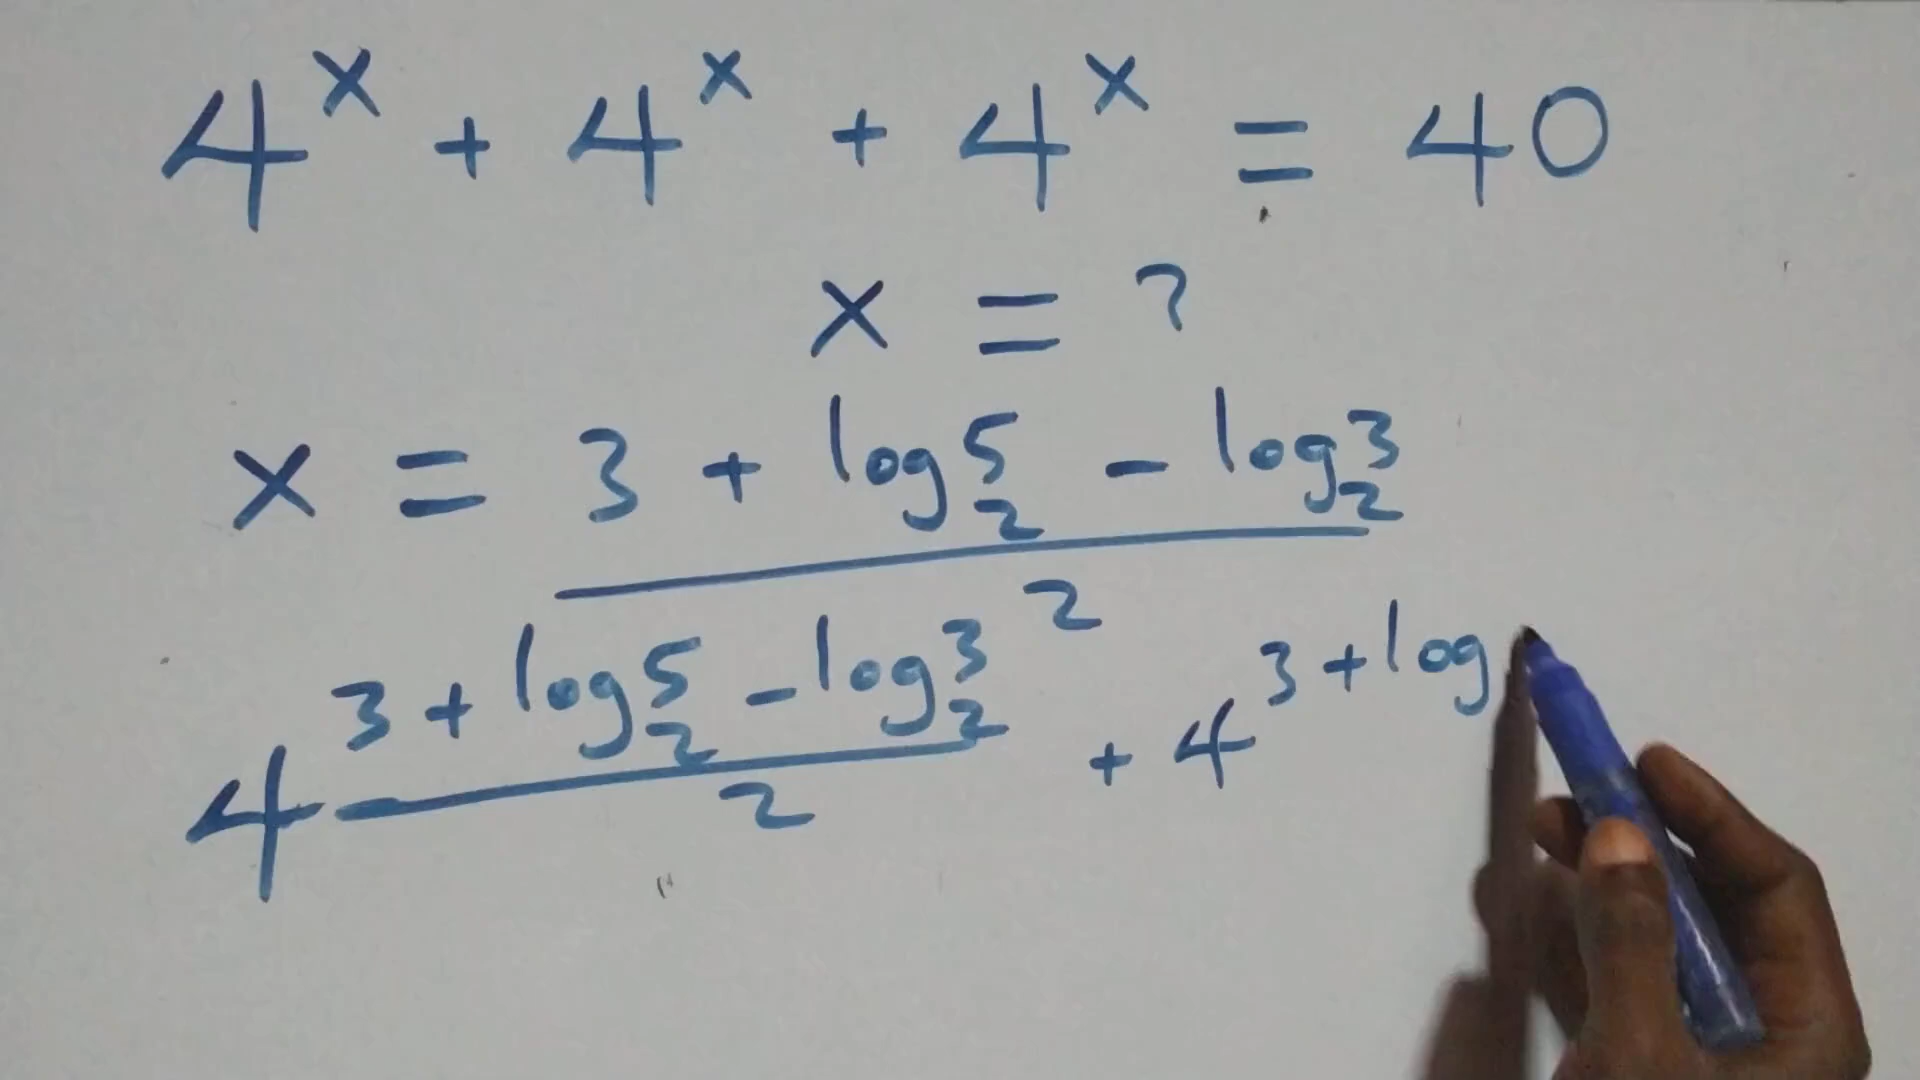 4^x + 4^x + 4^x = 40
x = ?
x = (3 + log₂5 - log₂3) / 2
4^((3 + log₂5 - log₂3) / 2) + 4^(3 + log